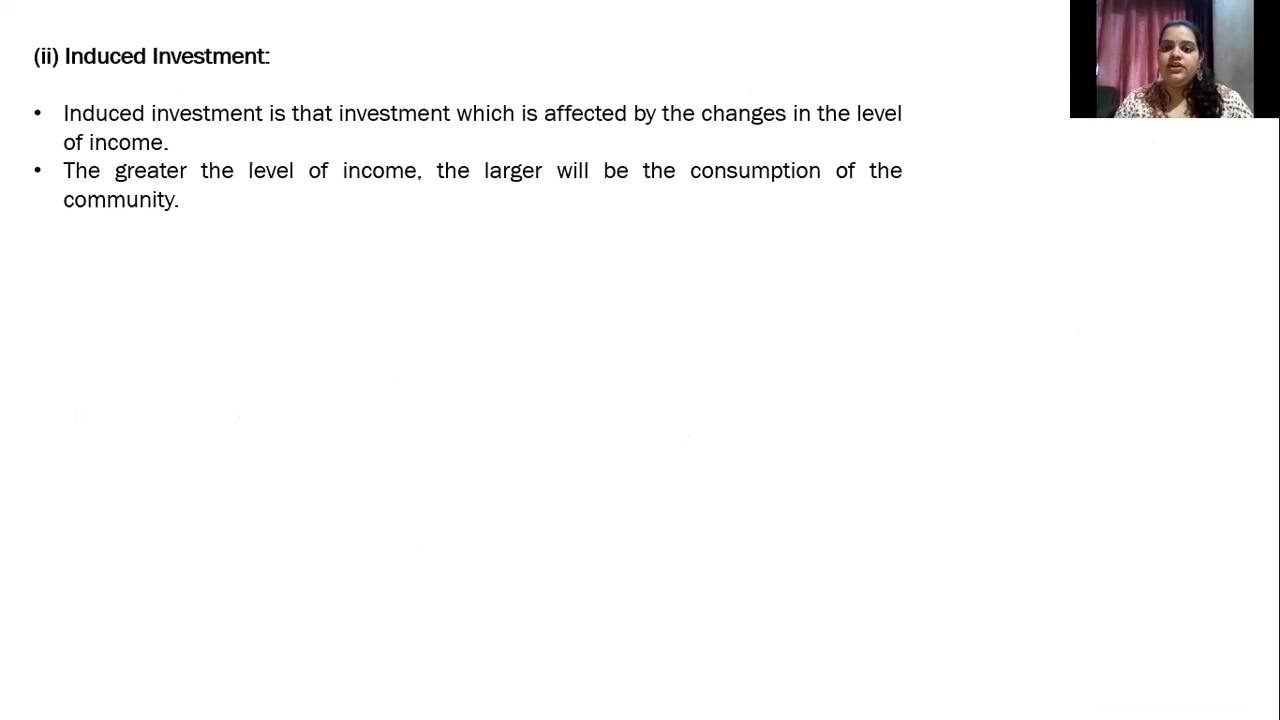 (ii) Induced Investment:
• Induced investment is that investment which is affected by the changes in the level
of income.
• The greater the level of income, the larger will be the consumption of the
community.